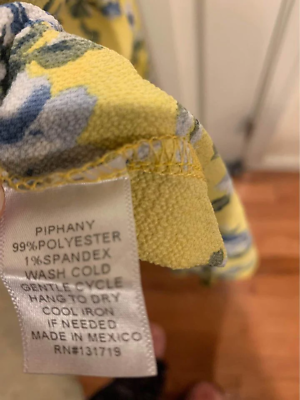 PIPHANY
99%POLYESTER
1%SPANDEX
WASH COLD
GENTLE CYCLE
HANG TO DRY
COOL IRON
IF NEEDED
MADE IN MEXICO
RN#131719